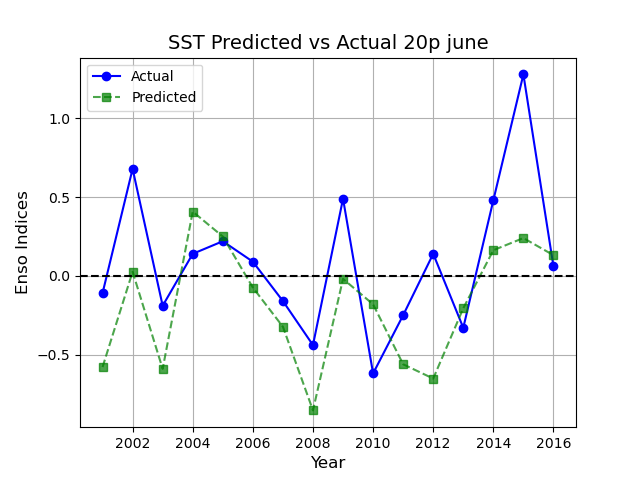 SST Predicted vs Actual 20p june
Actual
Predicted
1.0
0.5
0.0
−0.5
Enso Indices
2002 2004 2006 2008 2010 2012 2014 2016
Year